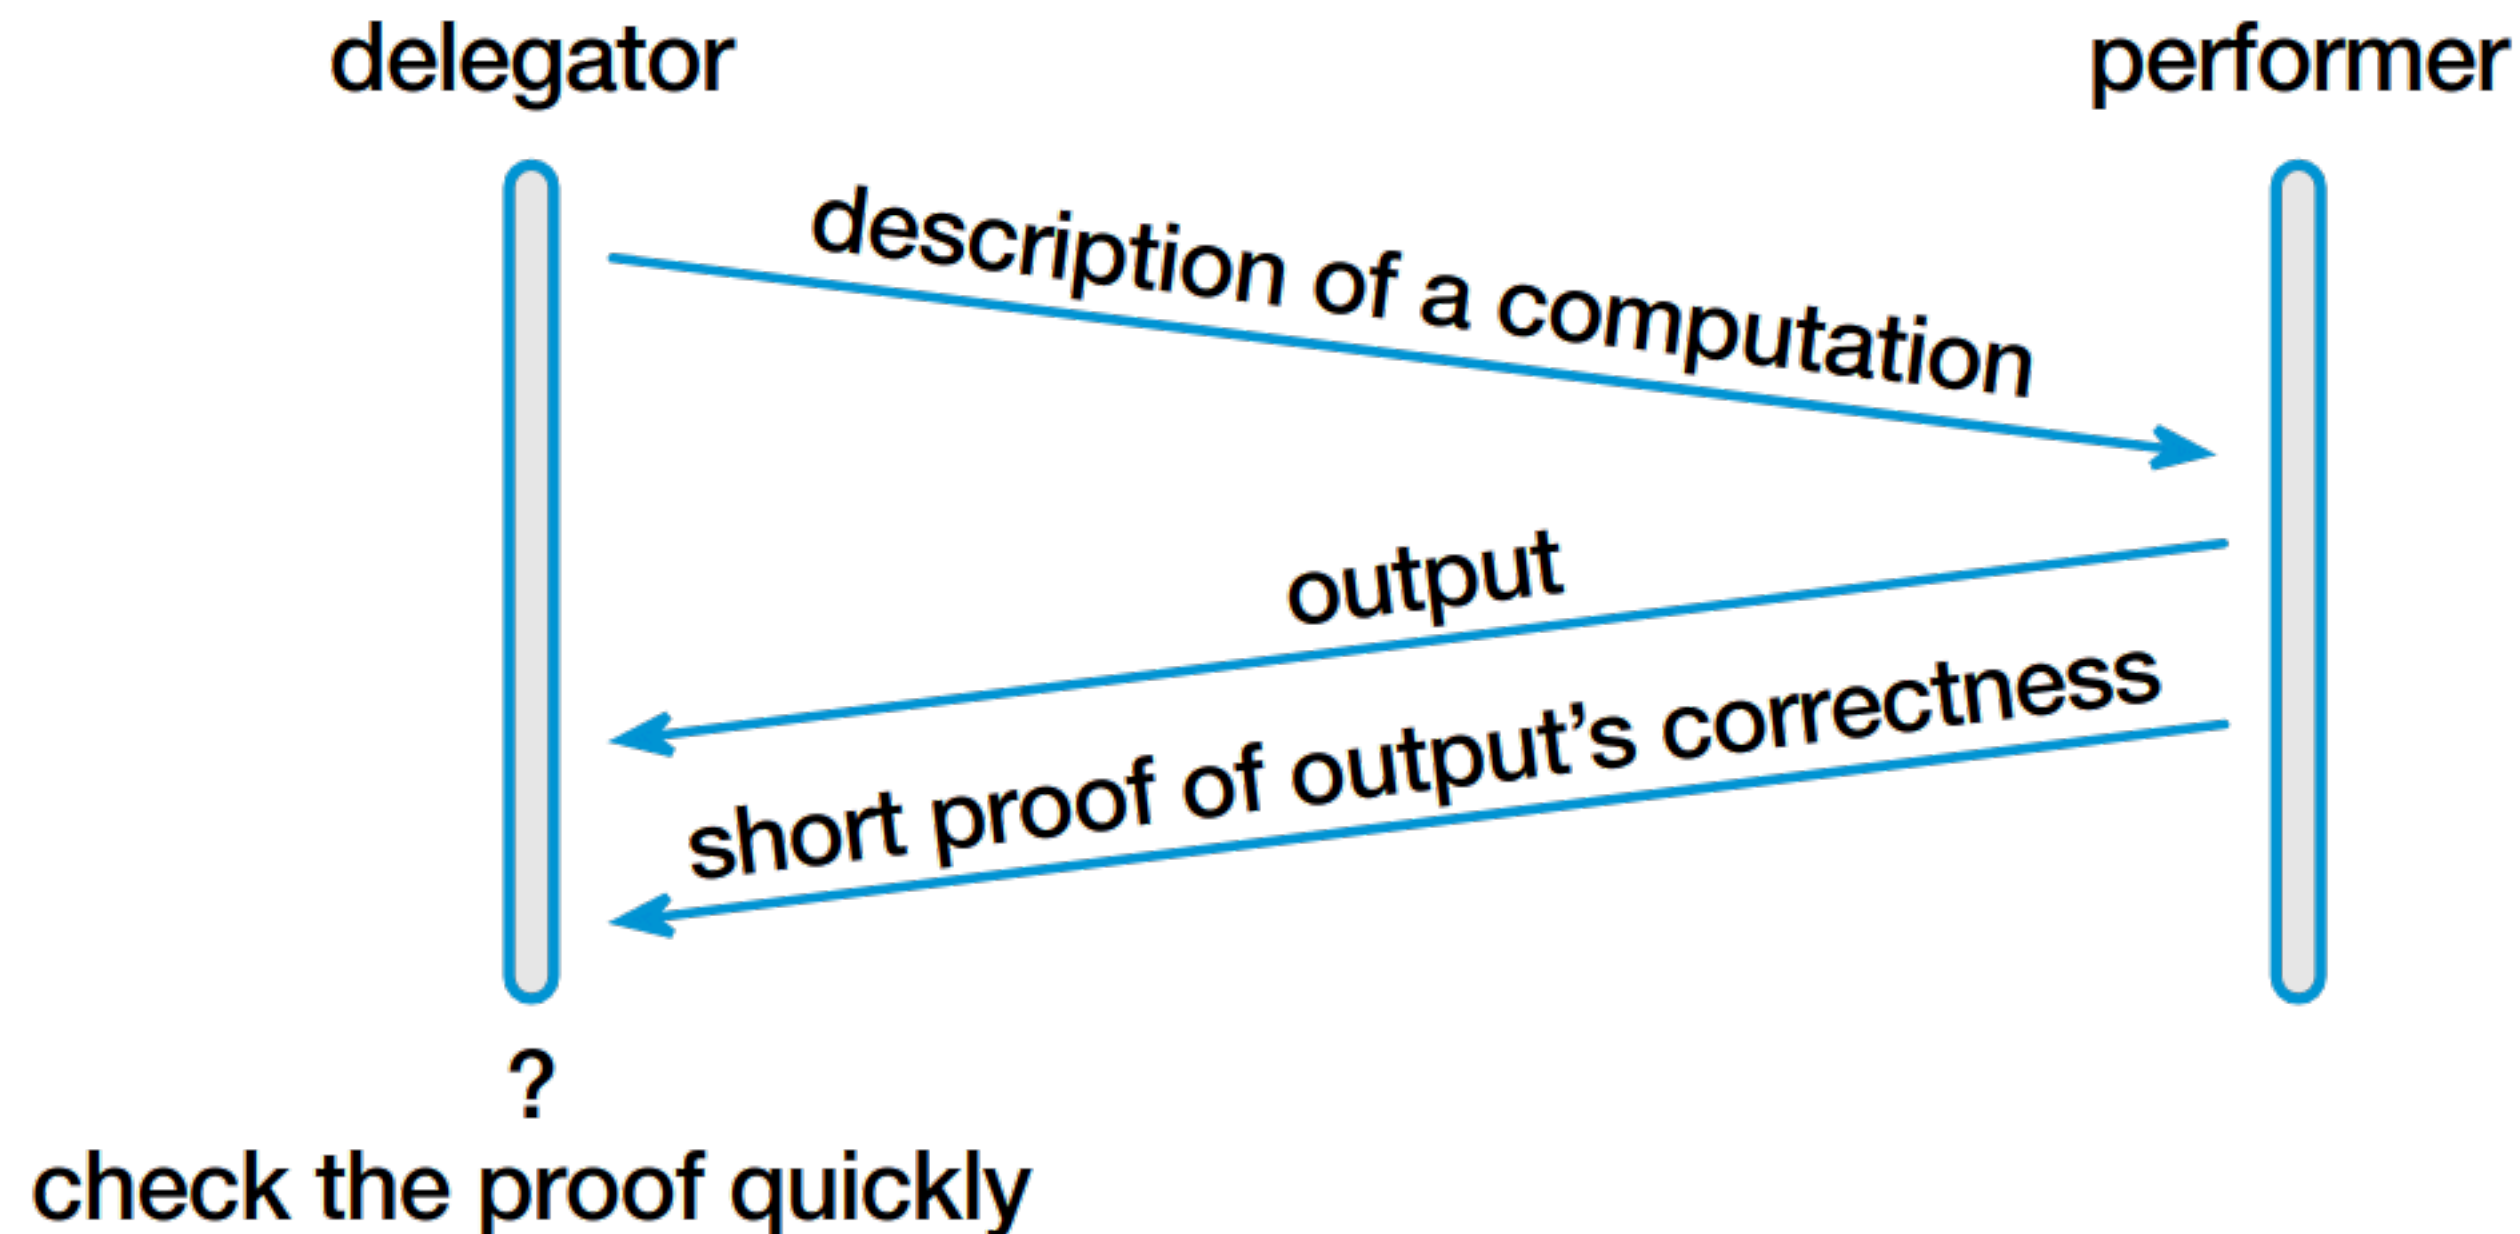 delegator
performer
description of a computation
output
short proof of output’s correctness
?
check the proof quickly